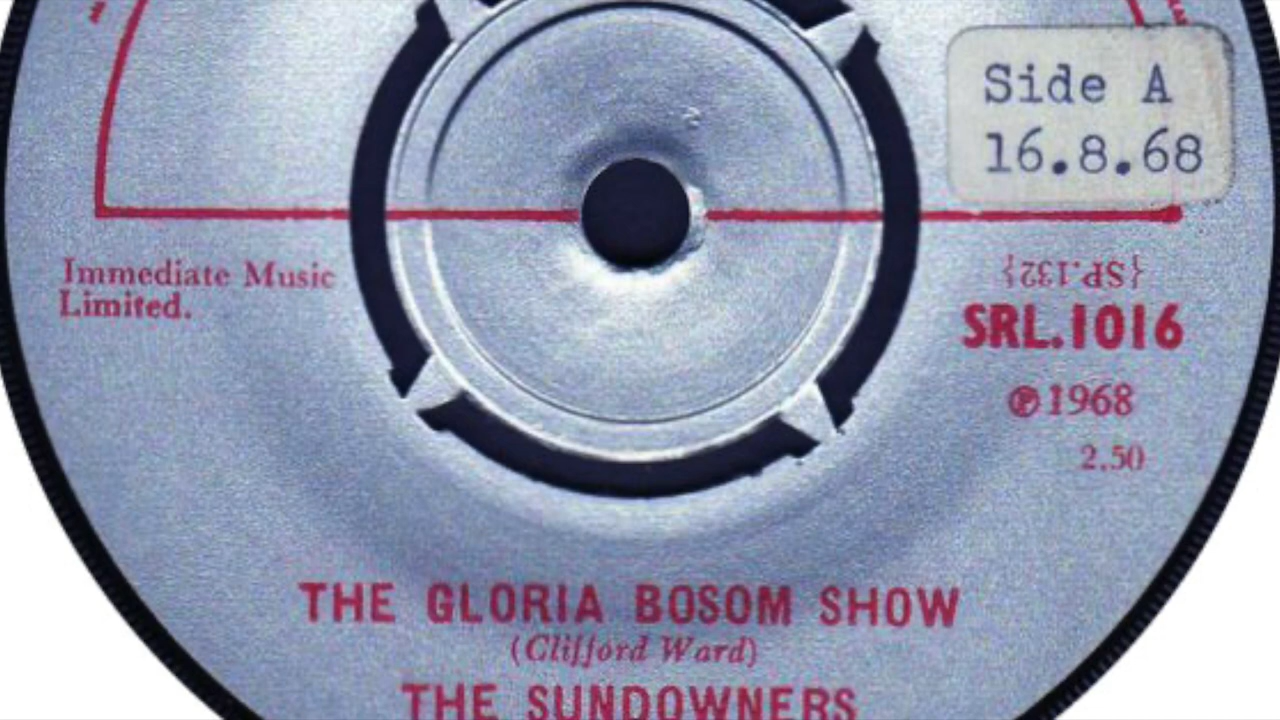 Side A
16.8.68
Immediate Music
Limited.
{SP.132}
SRL.1016
℗1968
2.50
THE GLORIA BOSOM SHOW
(Clifford Ward)
THE SUNDOWNERS